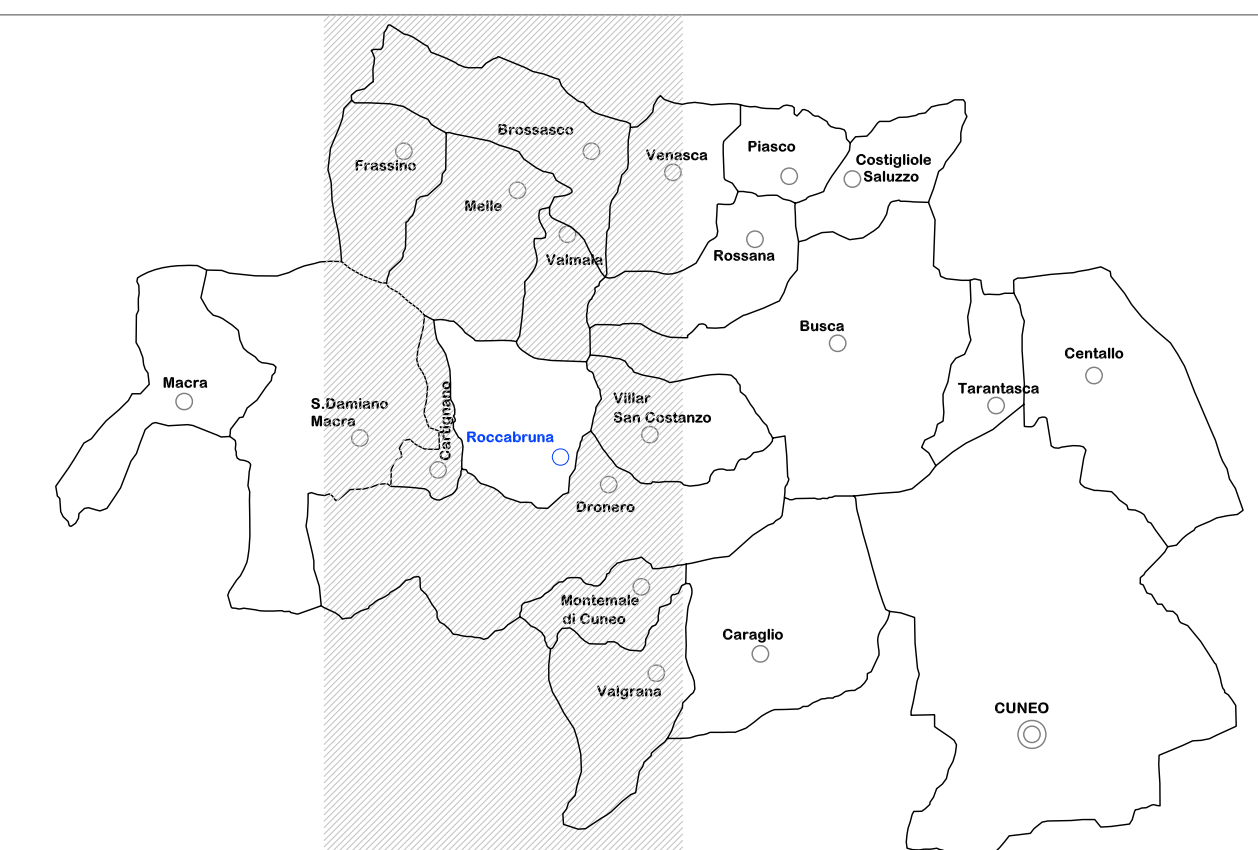 Brossasco
Frassino
Venasca
Piasco
Costigliole
Saluzzo
Melle
Valmala
Rossana
Busca
Centallo
Macra
Tarantasca
S.Damiano
Macra
Cartignano
Villar
San Costanzo
Roccabruna
Dronero
Montemale
di Cuneo
Caraglio
Valgrana
CUNEO